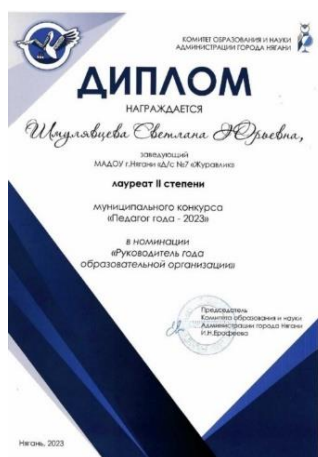 КОМИТЕТ ОБРАЗОВАНИЯ И НАУКИ
АДМИНИСТРАЦИИ ГОРОДА НЯГАНИ
ДИПЛОМ
НАГРАЖДАЕТСЯ
Шмулявцева Светлана Юрьевна,
заведующий
МАДОУ г.Нягани «Д/с №7 «Журавлик»
лауреат II степени
муниципального конкурса
«Педагог года - 2023»
в номинации
«Руководитель года
образовательной организации»
Председатель
Комитета образования и науки
Администрации города Нягани
И.Н.Ерафеева
Нягань, 2023